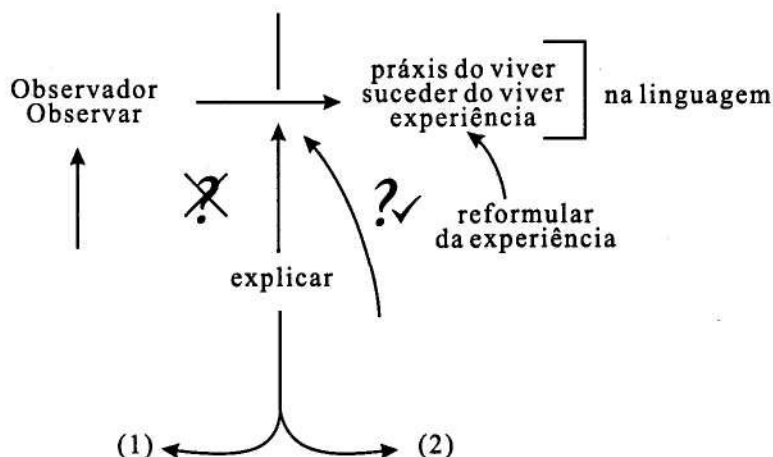 Observador
Observar
práxis do viver
suceder do viver
experiência
na linguagem
?
?✓
reformular
da experiência
explicar
(1)
(2)